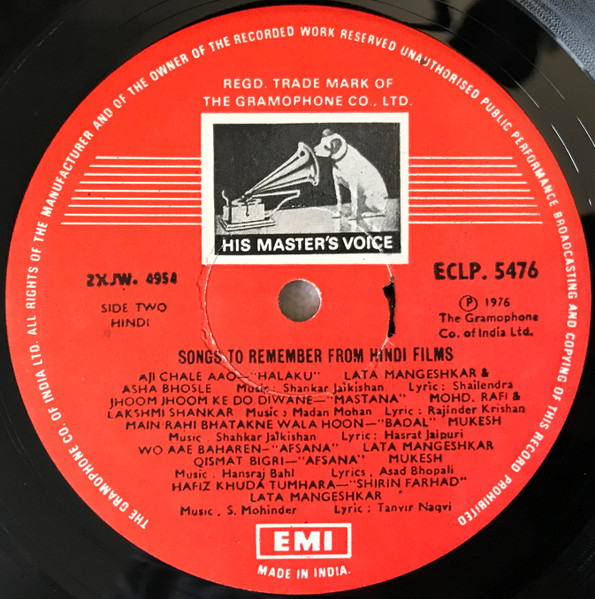 THE GRAMOPHONE CO. OF INDIA LTD. ALL RIGHTS OF THE MANUFACTURER AND OF THE OWNER OF THE RECORDED WORK RESERVED UNAUTHORISED PUBLIC PERFORMANCE BROADCASTING AND COPYING OF THIS RECORD PROHIBITED
REGD. TRADE MARK OF
THE GRAMOPHONE CO., LTD.
HIS MASTER'S VOICE
2XJW. 4954
ECLP. 5476
SIDE TWO
HINDI
Ⓟ 1976
The Gramophone
Co. of India Ltd.
SONGS TO REMEMBER FROM HINDI FILMS
AJI CHALE AAO—"HALAKU" LATA MANGESHKAR &
ASHA BHOSLE Music : Shankar Jaikishan Lyric : Shailendra
JHOOM JHOOM KE DO DIWANE—"MASTANA" MOHD. RAFI &
LAKSHMI SHANKAR Music : Madan Mohan Lyric : Rajinder Krishan
MAIN RAHI BHATAKNE WALA HOON—"BADAL" MUKESH
Music . Shahkar Jaikishan Lyric : Hasrat Jaipuri
WO AAE BAHAREN—"AFSANA" LATA MANGESHKAR
QISMAT BIGRI—"AFSANA" MUKESH
Music . Hansraj Bahl Lyrics . Asad Bhopali
HAFIZ KHUDA TUMHARA—"SHIRIN FARHAD"
LATA MANGESHKAR
Music . S. Mohinder Lyric : Tanvir Naqvi
EMI
MADE IN INDIA.